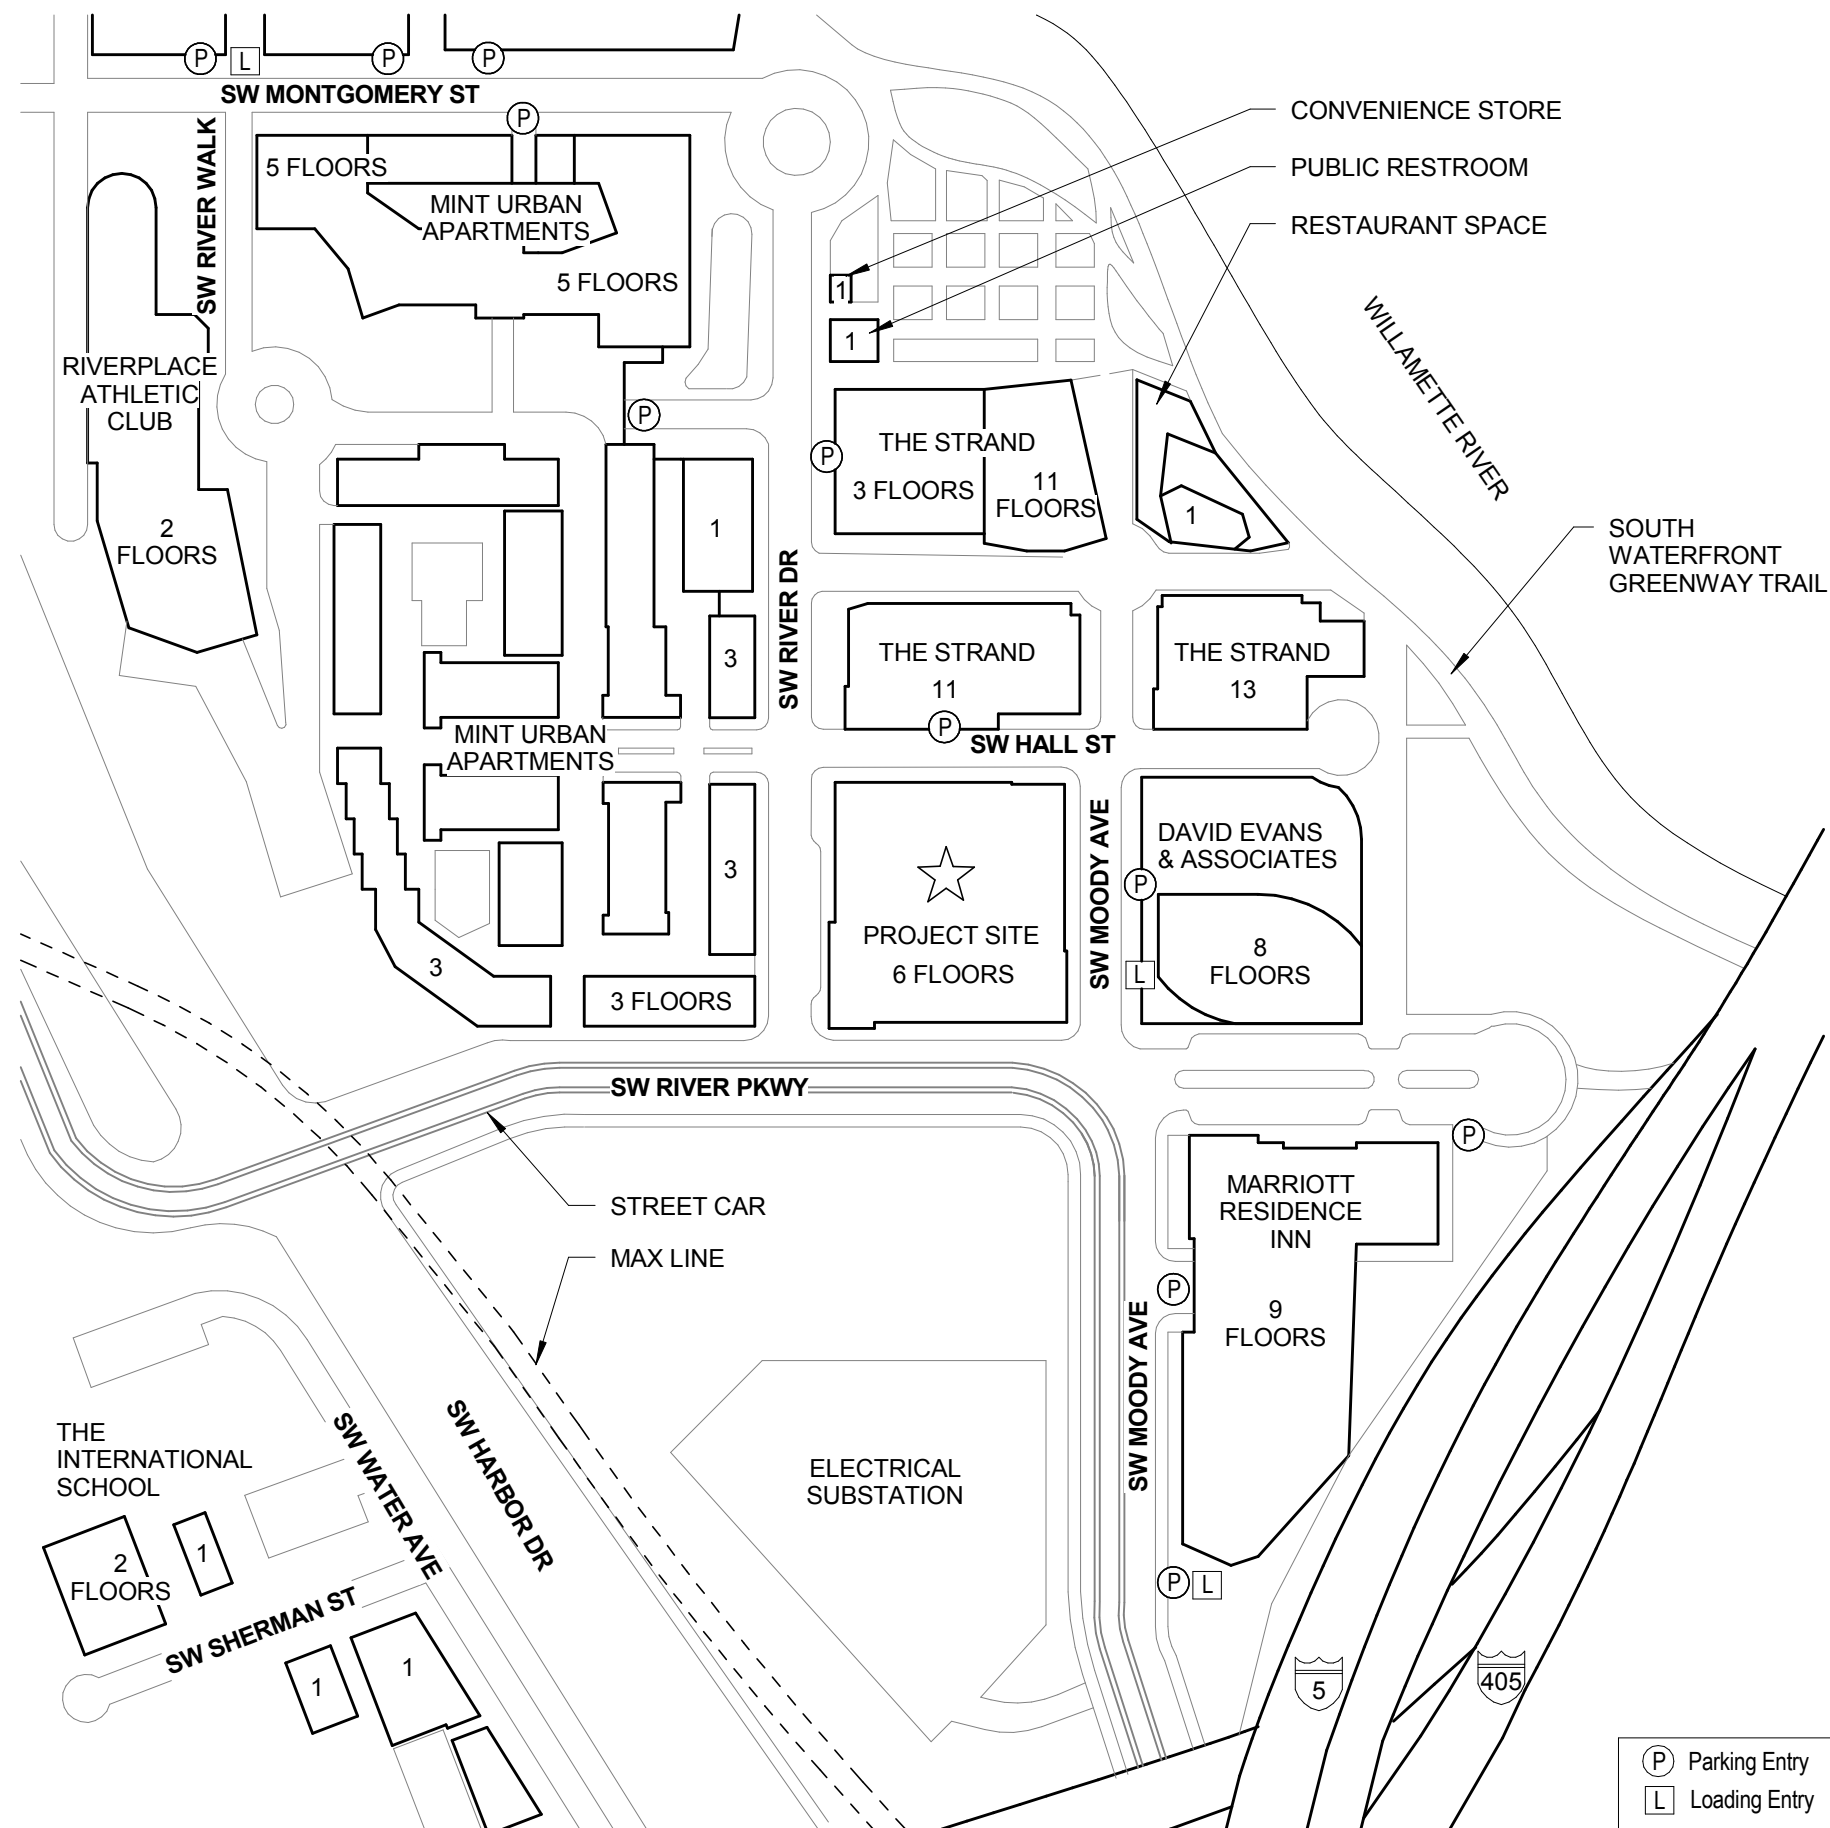 P
L
P
P
SW MONTGOMERY ST
P
CONVENIENCE STORE
PUBLIC RESTROOM
RESTAURANT SPACE
SW RIVER WALK
5 FLOORS
MINT URBAN
APARTMENTS
5 FLOORS
1
1
WILLAMETTE RIVER
RIVERPLACE
ATHLETIC
CLUB
2
FLOORS
P
P
THE STRAND
3 FLOORS
11
FLOORS
1
1
SOUTH
WATERFRONT
GREENWAY TRAIL
SW RIVER DR
3
THE STRAND
11
P
THE STRAND
13
SW HALL ST
MINT URBAN
APARTMENTS
3
3
3 FLOORS
PROJECT SITE
6 FLOORS
SW MOODY AVE
DAVID EVANS
& ASSOCIATES
P
L
8
FLOORS
SW RIVER PKWY
STREET CAR
MAX LINE
P
MARRIOTT
RESIDENCE
INN
P
9
FLOORS
SW MOODY AVE
P
L
ELECTRICAL
SUBSTATION
THE
INTERNATIONAL
SCHOOL
SW WATER AVE
SW HARBOR DR
2
FLOORS
1
SW SHERMAN ST
1
1
5
405
P Parking Entry
L Loading Entry